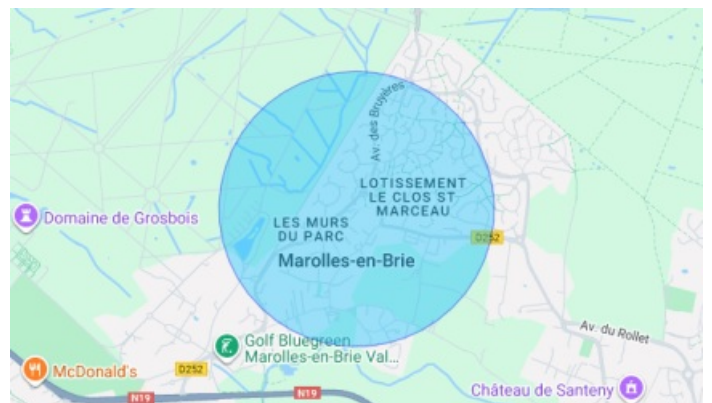 Av. des Bruyères
LOTISSEMENT
LE CLOS ST
MARCEAU
Domaine de Grosbois
LES MURS
DU PARC
D252
Marolles-en-Brie
Av. du Rollet
Golf Bluegreen
Marolles-en-Brie Val...
McDonald's
D252
N19
N19
Château de Santeny